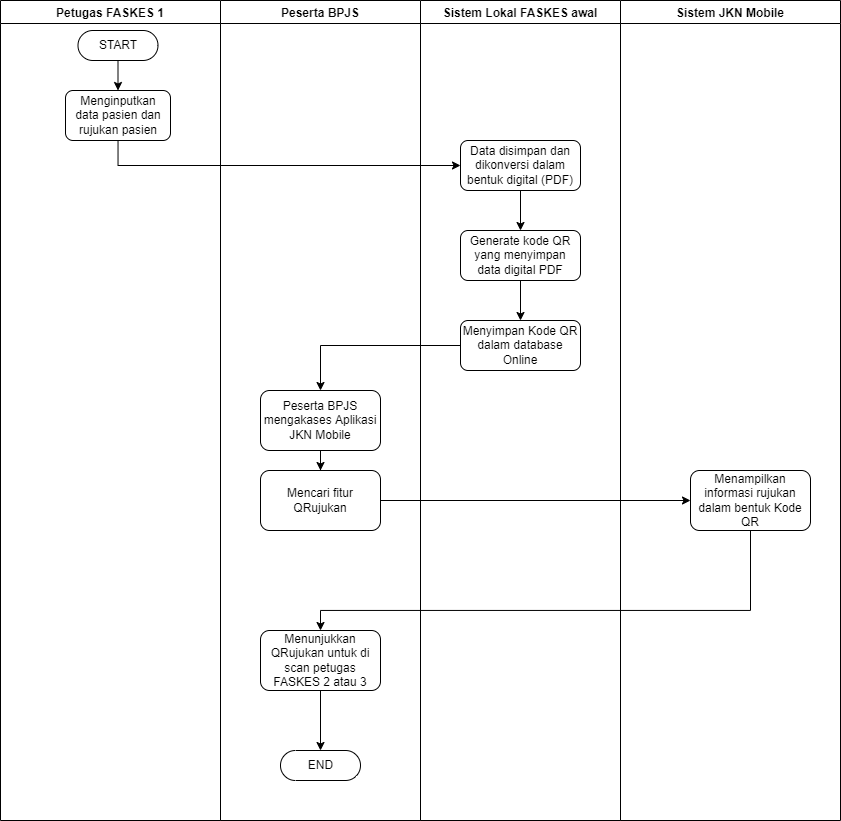 Petugas FASKES 1
Peserta BPJS
Sistem Lokal FASKES awal
Sistem JKN Mobile
START
Menginputkan
data pasien dan
rujukan pasien
Data disimpan dan
dikonversi dalam
bentuk digital (PDF)
Generate kode QR
yang menyimpan
data digital PDF
Menyimpan Kode QR
dalam database
Online
Peserta BPJS
mengakases Aplikasi
JKN Mobile
Mencari fitur
QRujukan
Menampilkan
informasi rujukan
dalam bentuk Kode
QR
Menunjukkan
QRujukan untuk di
scan petugas
FASKES 2 atau 3
END